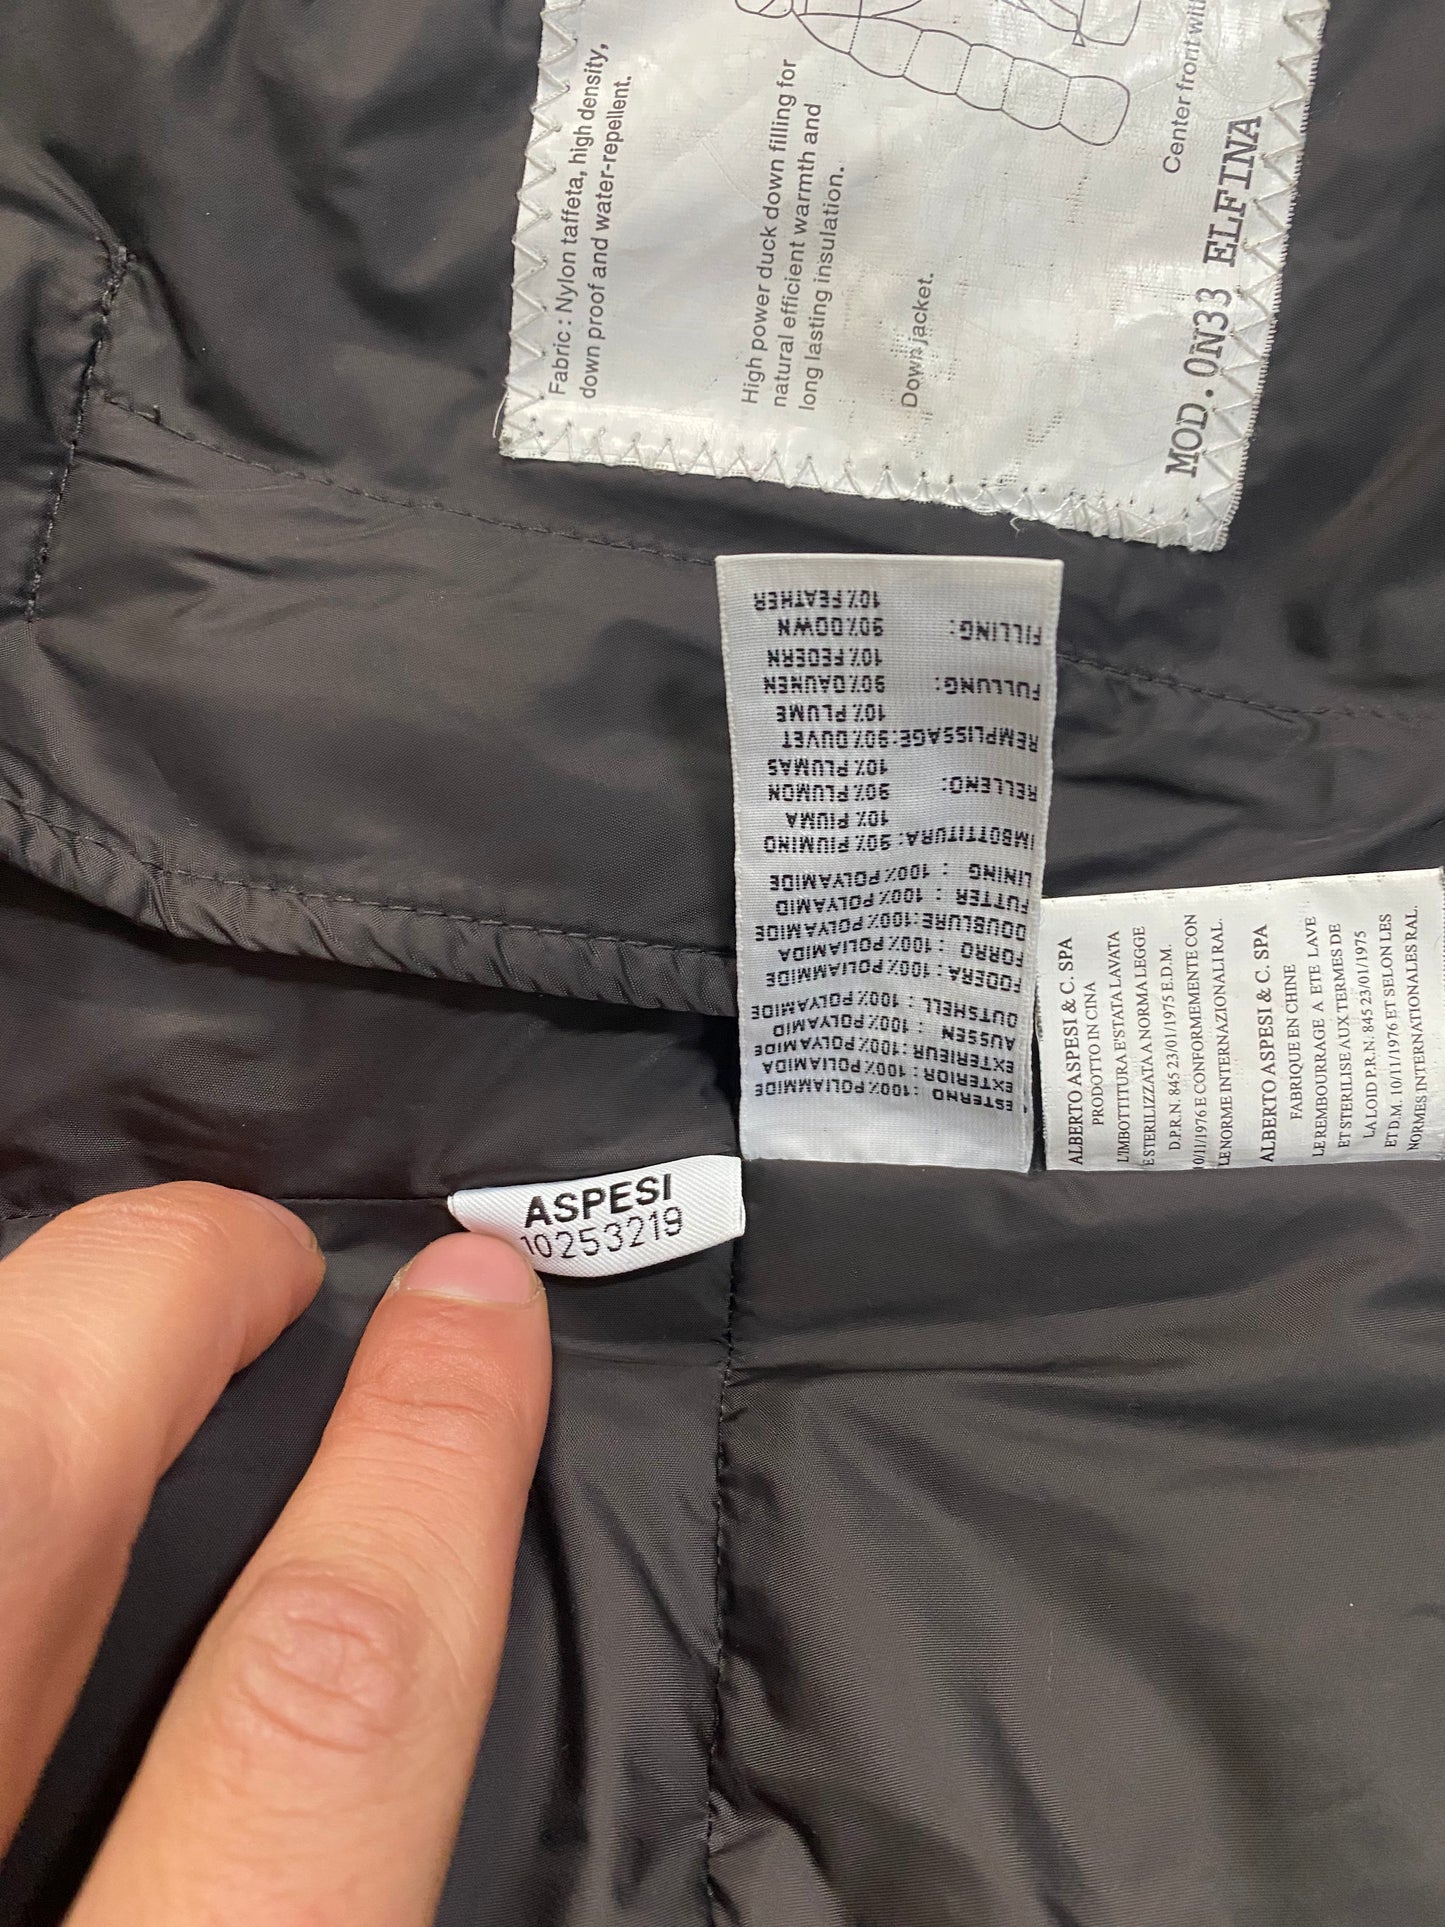 Fabric : Nylon taffeta, high density,
down proof and water-repellent.
High power duck down filling for
natural efficient warmth and
long lasting insulation.
Down jacket.
Center front
MOD. 0N33 ELFINA
ESTERNO : 100%POLIAMMIDE
EXTERIOR : 100%POLIAMIDA
EXTERIEUR: 100%POLYAMIDE
AUSSEN : 100%POLYAMID
OUTSHELL : 100%POLYAMIDE
FODERA : 100%POLIAMMIDE
FORRO : 100%POLIAMIDA
DOUBLURE: 100%POLYAMIDE
FUTTER : 100%POLYAMID
LINING : 100%POLYAMIDE
IMBOTTITURA: 90%PIUMINO
10% PIUMA
RELLENO: 90%PLUMON
10%PLUMAS
REMPLISSAGE: 90%DUVET
10%PLUME
FULLUNG: 90%DAUNEN
10%FEDERN
FILLING: 90%DOWN
10%FEATHER
ALBERTO ASPESI & C. SPA
PRODOTTO IN CINA
L'IMBOTTITURA E'STATA LAVATA
ESTERILIZZATA A NORMA LEGGE
D.P.R.N. 845 23/01/1975 E.D.M.
10/11/1976 E CONFORMEMENTE CON
LE NORME INTERNAZIONALI RAL.
ALBERTO ASPESI & C. SPA
FABRIQUE EN CHINE
LE REMBOURRAGE A ETE LAVE
ET STERILISE AUX TERMES DE
LA LOI D P.R.N. 845 23/01/1975
ET D.M. 10/11/1976 ET SELON LES
NORMES INTERNATIONALES RAL.
ASPESI
10253219